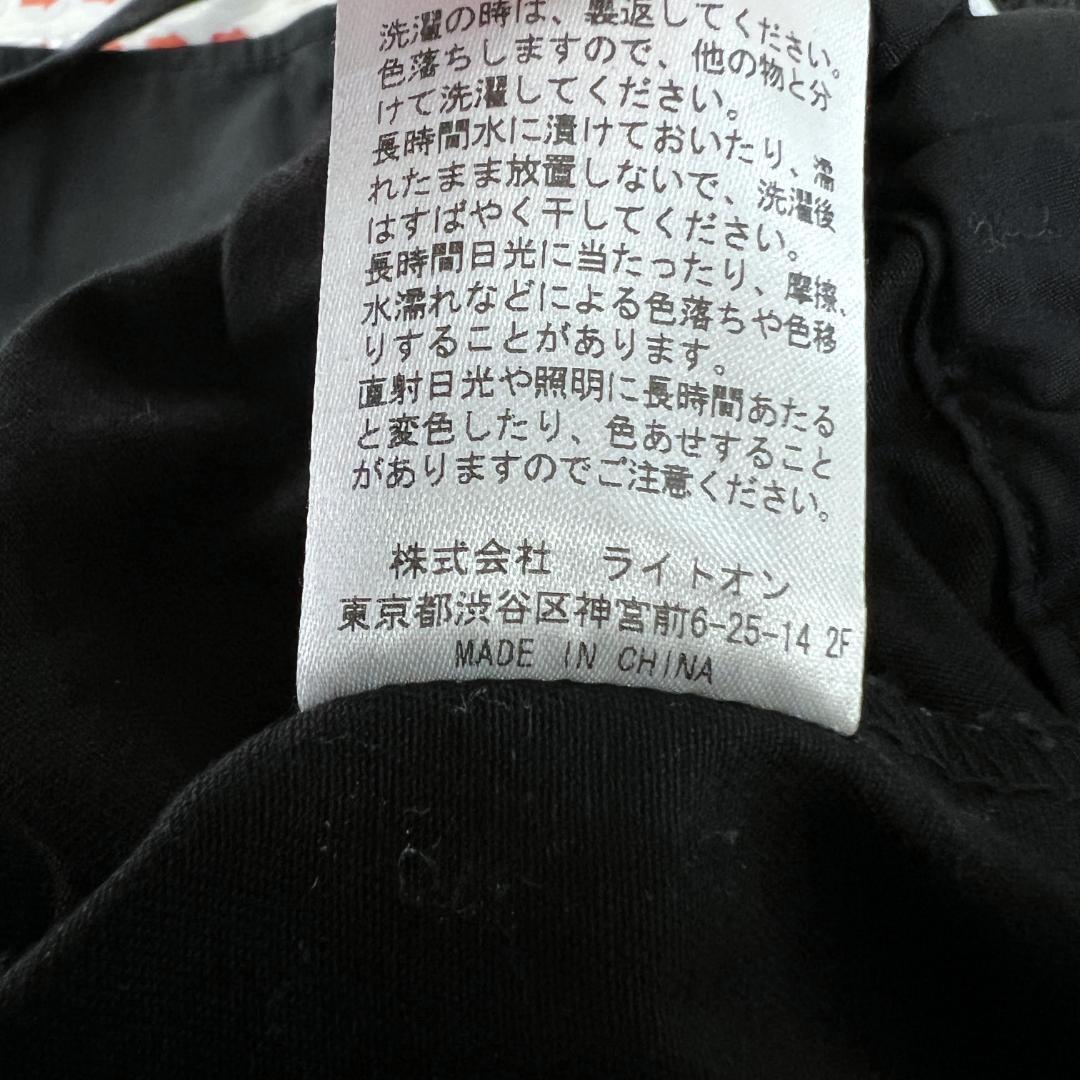 洗濯の時は、裏返してください。
色落ちしますので、他の物と分
けて洗濯してください。
長時間水に漬けておいたり、濡
れたまま放置しないで、洗濯後
はすばやく干してください。
長時間日光に当たったり、摩擦、
水濡れなどによる色落ちや色移
りすることがあります。
直射日光や照明に長時間あたる
と変色したり、色あせすること
がありますのでご注意ください。
株式会社 ライトオン
東京都渋谷区神宮前6-25-14 2F
MADE IN CHINA